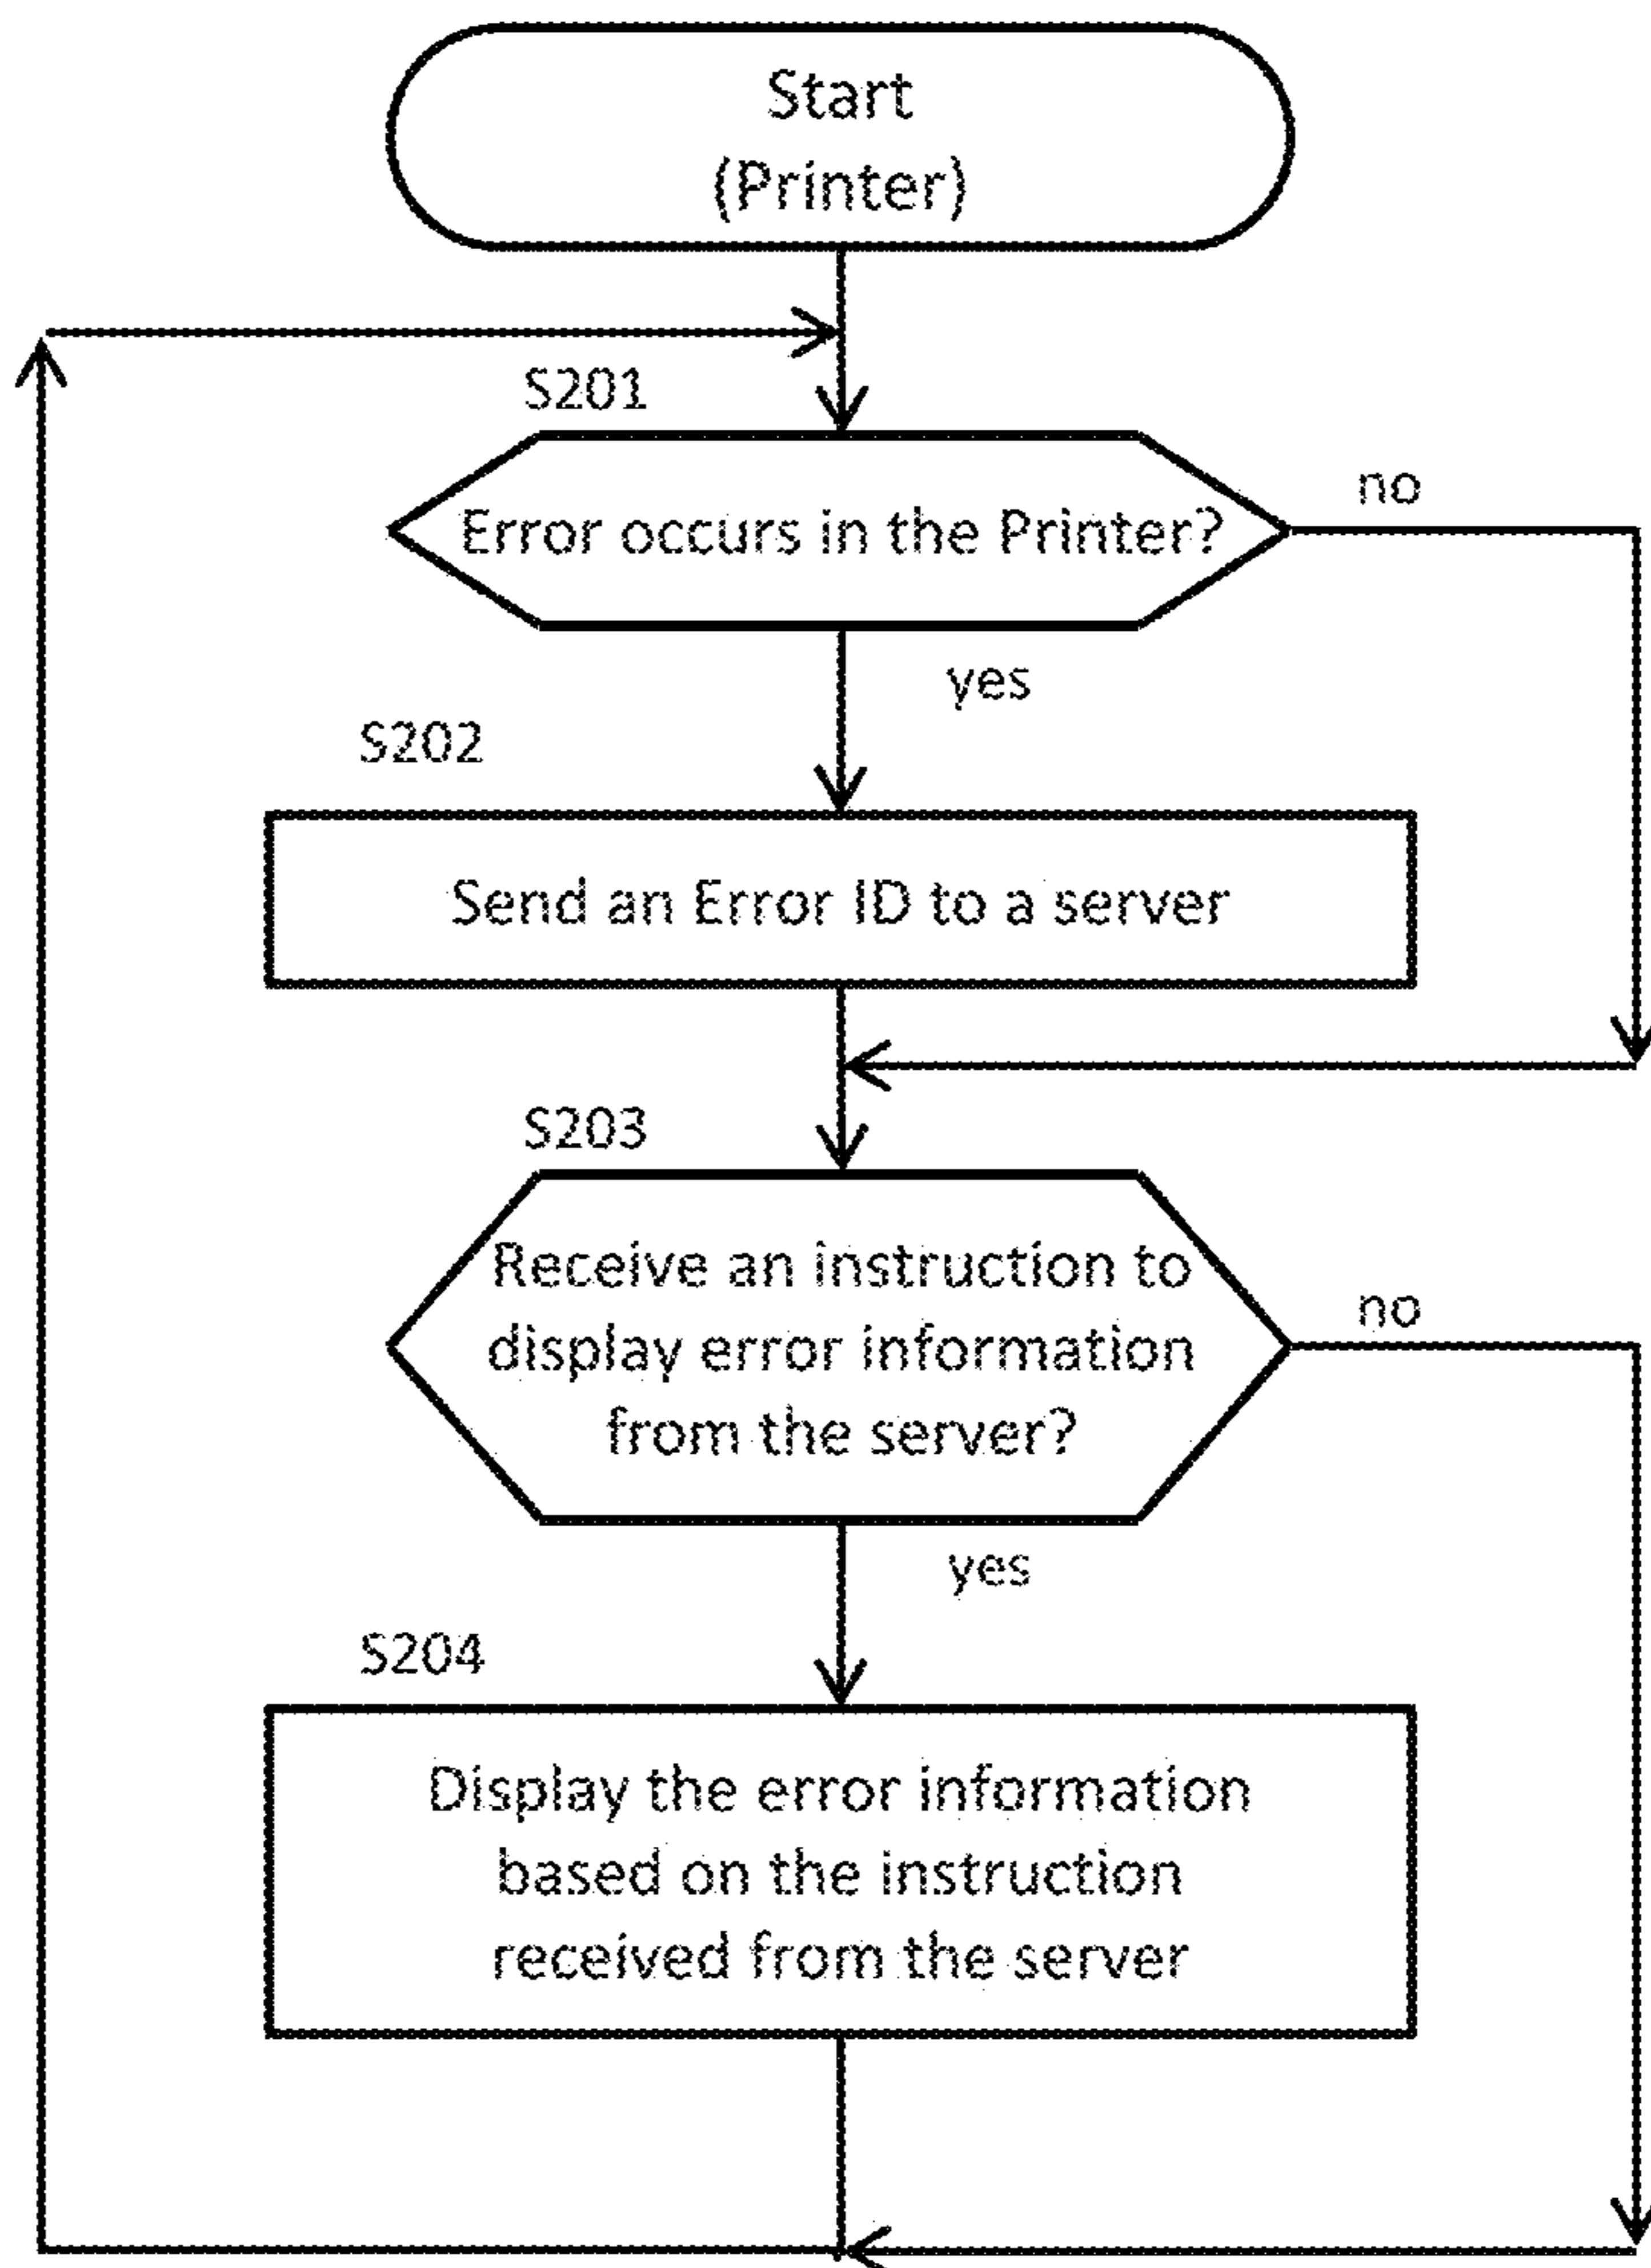 Start
(Printer)
S201
Error occurs in the Printer?
no
yes
S202
Send an Error ID to a server
S203
Receive an instruction to
display error information
from the server?
no
yes
S204
Display the error information
based on the instruction
received from the server